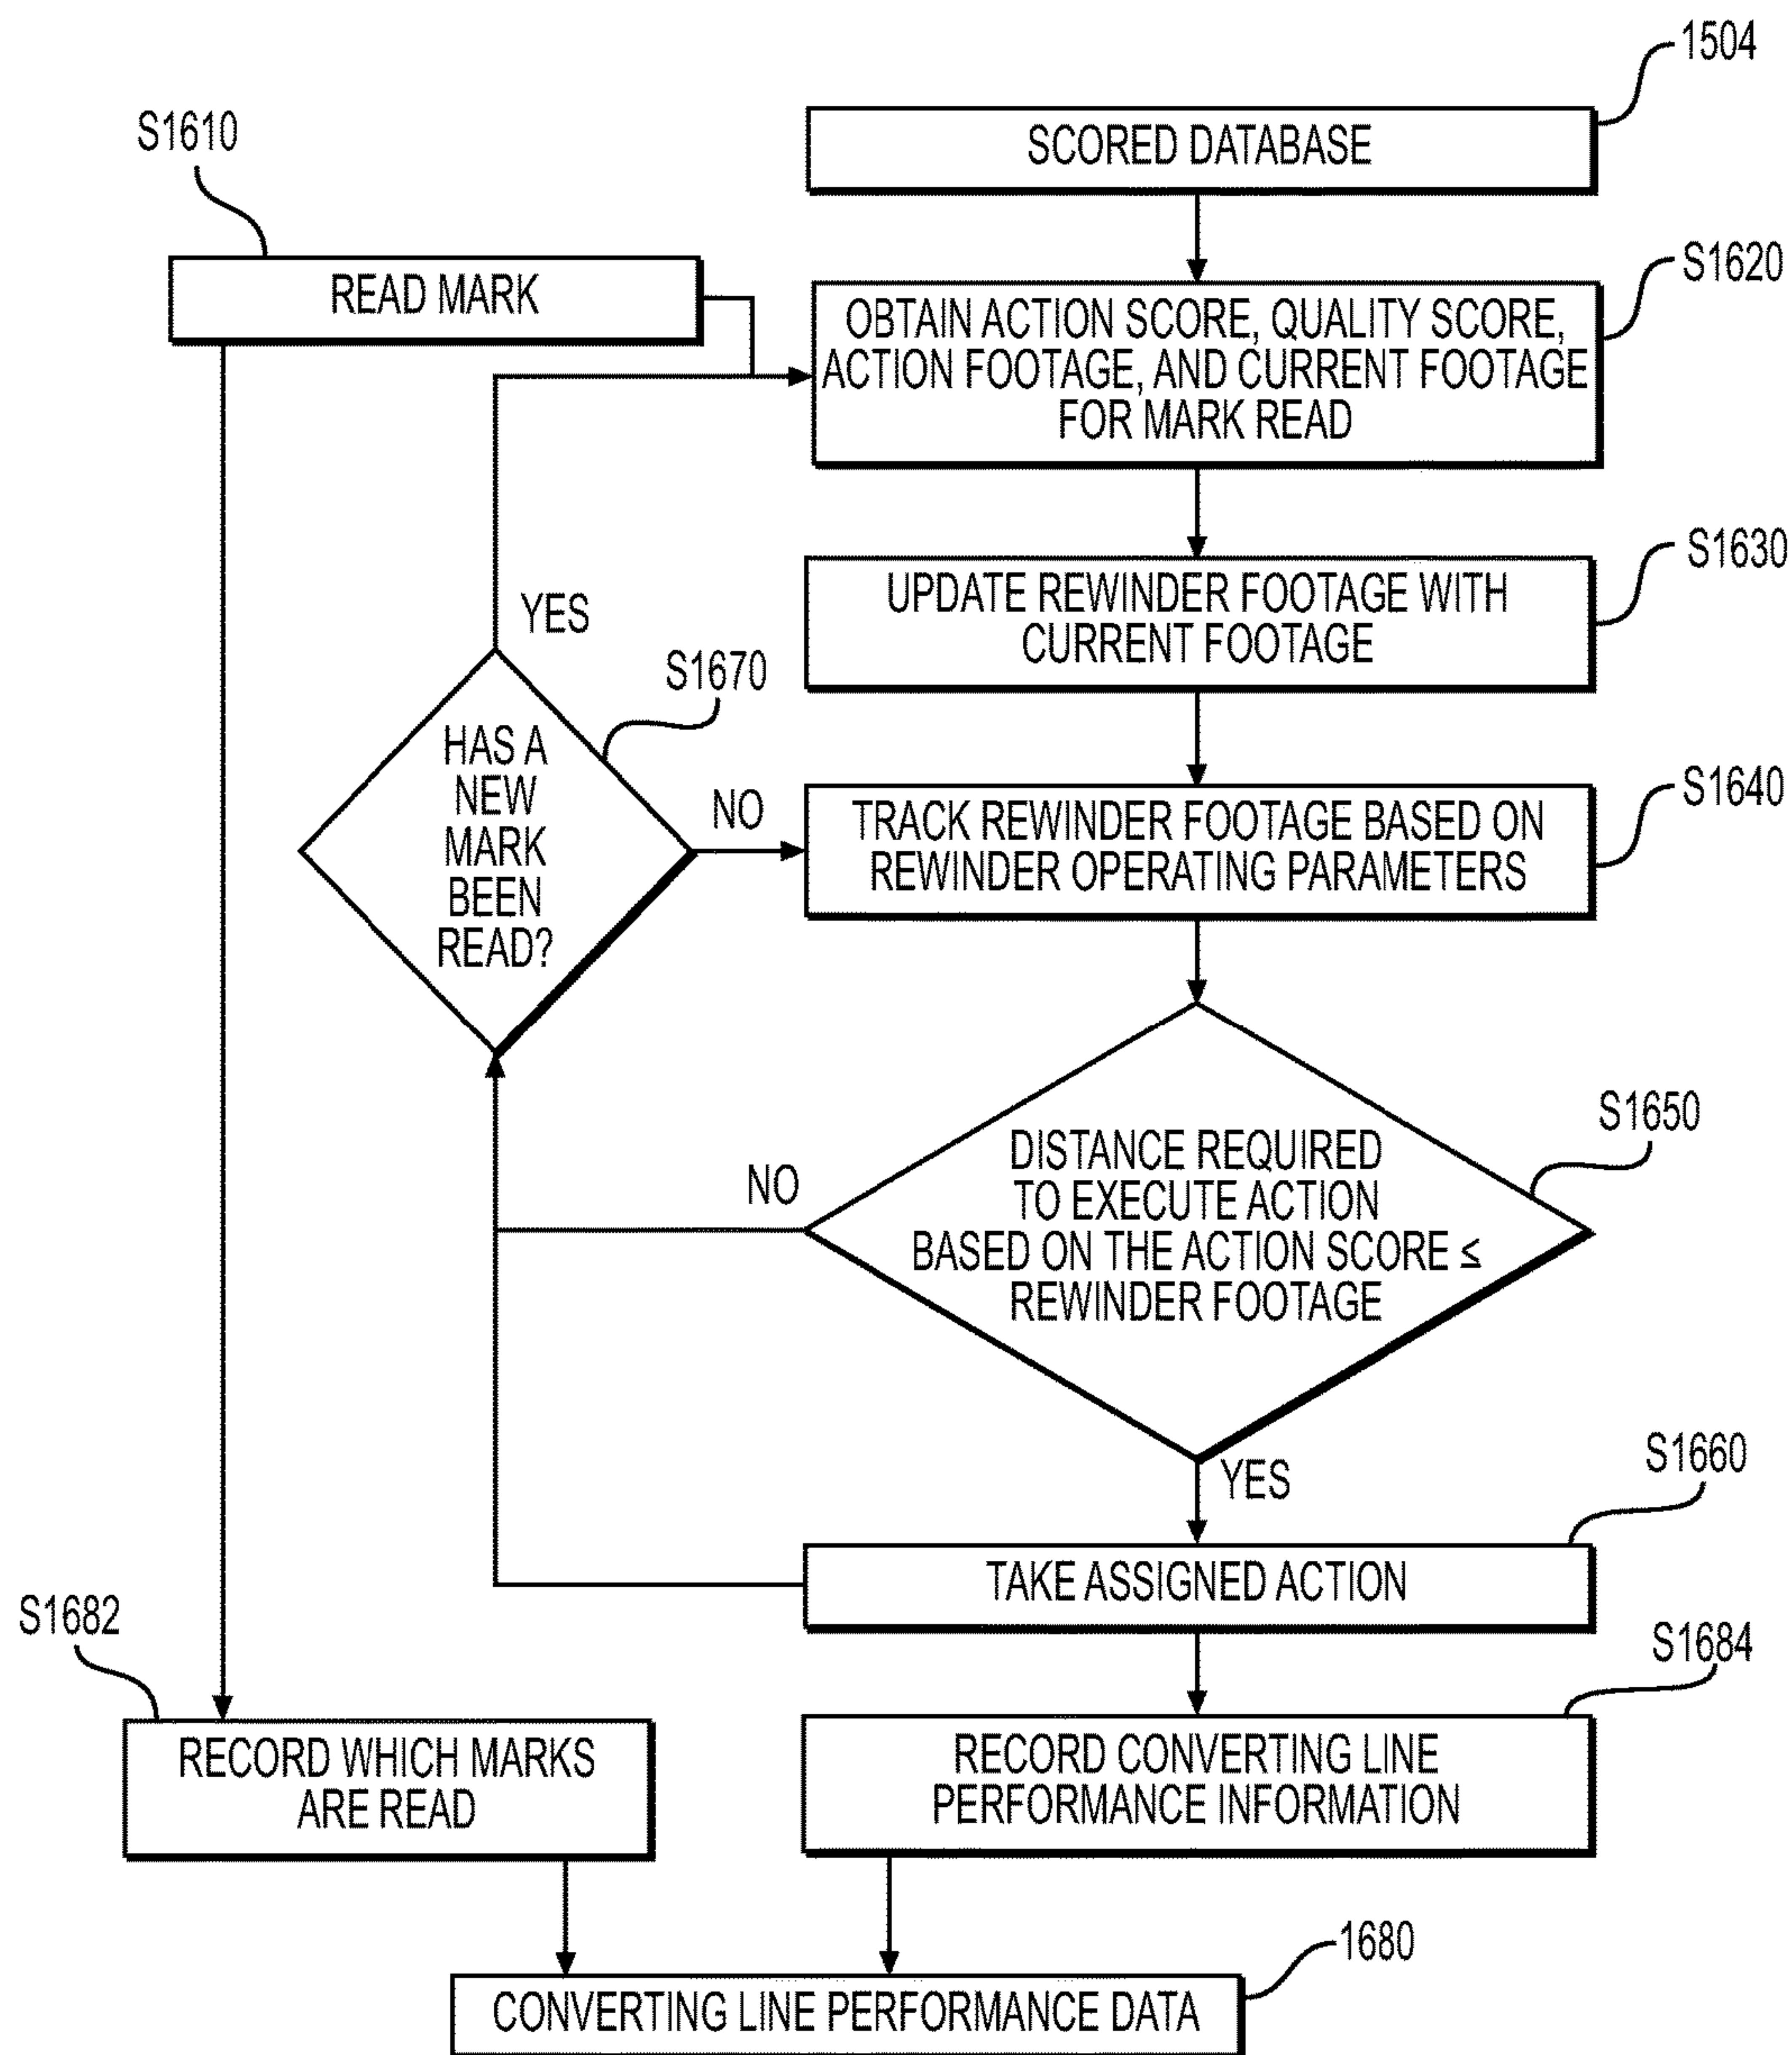 1504
SCORED DATABASE
S1610
READ MARK
S1620
OBTAIN ACTION SCORE, QUALITY SCORE,
ACTION FOOTAGE, AND CURRENT FOOTAGE
FOR MARK READ
S1630
UPDATE REWINDER FOOTAGE WITH
CURRENT FOOTAGE
YES
S1670
HAS A
NEW
MARK
BEEN
READ?
NO
S1640
TRACK REWINDER FOOTAGE BASED ON
REWINDER OPERATING PARAMETERS
S1650
DISTANCE REQUIRED
TO EXECUTE ACTION
BASED ON THE ACTION SCORE ≤
REWINDER FOOTAGE
NO
YES
S1660
TAKE ASSIGNED ACTION
S1682
RECORD WHICH MARKS
ARE READ
S1684
RECORD CONVERTING LINE
PERFORMANCE INFORMATION
1680
CONVERTING LINE PERFORMANCE DATA